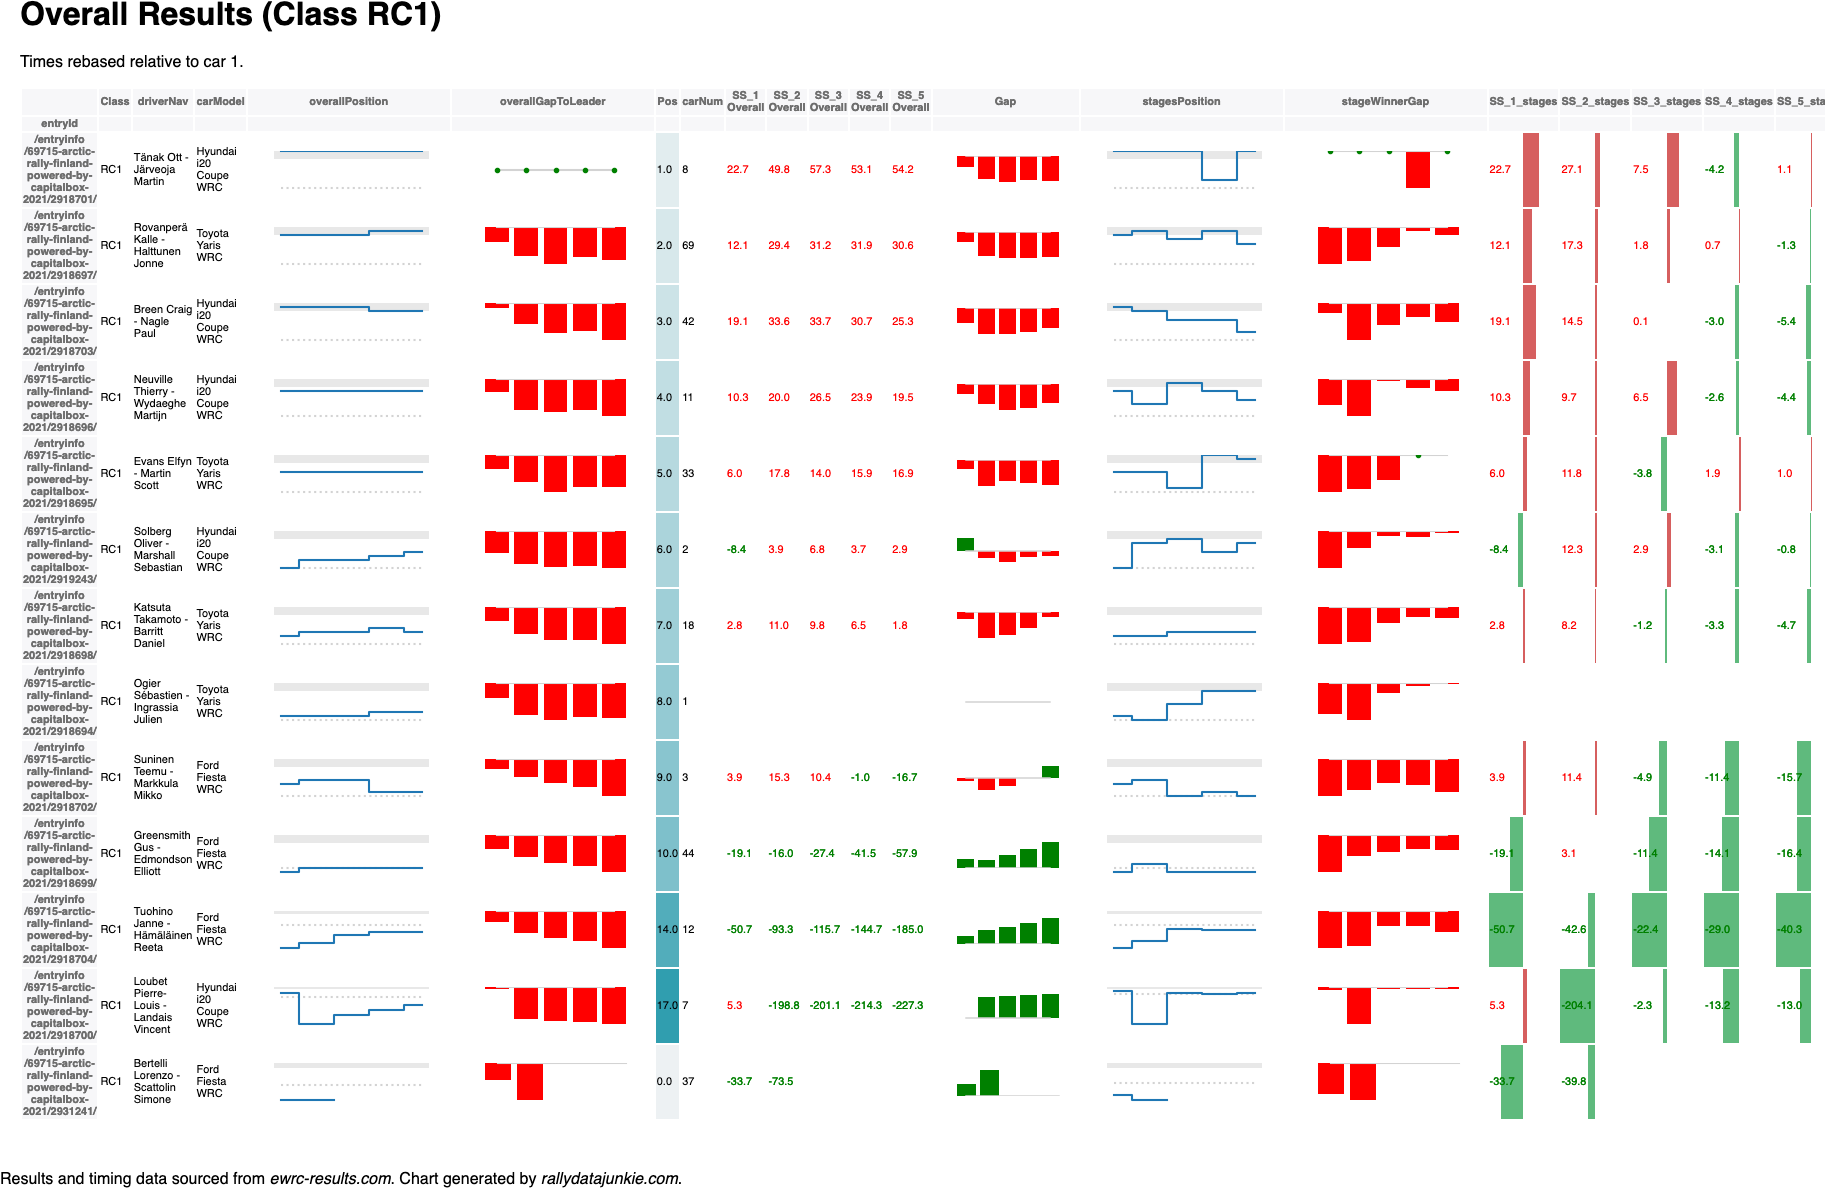 Overall Results (Class RC1)
Times rebased relative to car 1.
Class driverNav carModel overallPosition overallGapToLeader Pos carNum SS_1 Overall SS_2 Overall SS_3 Overall SS_4 Overall SS_5 Overall Gap stagesPosition stageWinnerGap SS_1_stages SS_2_stages SS_3_stages SS_4_stages SS_5_sta
entryId
/entryinfo/69715-arctic-rally-finland-powered-by-capitalbox-2021/2918701/ RC1 Tänak Ott - Järveoja Martin Hyundai i20 Coupe WRC 1.0 8 22.7 49.8 57.3 53.1 54.2 22.7 27.1 7.5 -4.2 1.1
/entryinfo/69715-arctic-rally-finland-powered-by-capitalbox-2021/2918697/ RC1 Rovanperä Kalle - Halttunen Jonne Toyota Yaris WRC 2.0 69 12.1 29.4 31.2 31.9 30.6 12.1 17.3 1.8 0.7 -1.3
/entryinfo/69715-arctic-rally-finland-powered-by-capitalbox-2021/2918703/ RC1 Breen Craig - Nagle Paul Hyundai i20 Coupe WRC 3.0 42 19.1 33.6 33.7 30.7 25.3 19.1 14.5 0.1 -3.0 -5.4
/entryinfo/69715-arctic-rally-finland-powered-by-capitalbox-2021/2918696/ RC1 Neuville Thierry - Wydaeghe Martijn Hyundai i20 Coupe WRC 4.0 11 10.3 20.0 26.5 23.9 19.5 10.3 9.7 6.5 -2.6 -4.4
/entryinfo/69715-arctic-rally-finland-powered-by-capitalbox-2021/2918695/ RC1 Evans Elfyn - Martin Scott Toyota Yaris WRC 5.0 33 6.0 17.8 14.0 15.9 16.9 6.0 11.8 -3.8 1.9 1.0
/entryinfo/69715-arctic-rally-finland-powered-by-capitalbox-2021/2919243/ RC1 Solberg Oliver - Marshall Sebastian Hyundai i20 Coupe WRC 6.0 2 -8.4 3.9 6.8 3.7 2.9 -8.4 12.3 2.9 -3.1 -0.8
/entryinfo/69715-arctic-rally-finland-powered-by-capitalbox-2021/2918698/ RC1 Katsuta Takamoto - Barritt Daniel Toyota Yaris WRC 7.0 18 2.8 11.0 9.8 6.5 1.8 2.8 8.2 -1.2 -3.3 -4.7
/entryinfo/69715-arctic-rally-finland-powered-by-capitalbox-2021/2918694/ RC1 Ogier Sébastien - Ingrassia Julien Toyota Yaris WRC 8.0 1
/entryinfo/69715-arctic-rally-finland-powered-by-capitalbox-2021/2918702/ RC1 Suninen Teemu - Markkula Mikko Ford Fiesta WRC 9.0 3 3.9 15.3 10.4 -1.0 -16.7 3.9 11.4 -4.9 -11.4 -15.7
/entryinfo/69715-arctic-rally-finland-powered-by-capitalbox-2021/2918699/ RC1 Greensmith Gus - Edmondson Elliott Ford Fiesta WRC 10.0 44 -19.1 -16.0 -27.4 -41.5 -57.9 -19.1 3.1 -11.4 -14.1 -16.4
/entryinfo/69715-arctic-rally-finland-powered-by-capitalbox-2021/2918704/ RC1 Tuohino Janne - Hämäläinen Reeta Ford Fiesta WRC 14.0 12 -50.7 -93.3 -115.7 -144.7 -185.0 -50.7 -42.6 -22.4 -29.0 -40.3
/entryinfo/69715-arctic-rally-finland-powered-by-capitalbox-2021/2918700/ RC1 Loubet Pierre-Louis - Landais Vincent Hyundai i20 Coupe WRC 17.0 7 5.3 -198.8 -201.1 -214.3 -227.3 5.3 -204.1 -2.3 -13.2 -13.0
/entryinfo/69715-arctic-rally-finland-powered-by-capitalbox-2021/2931241/ RC1 Bertelli Lorenzo - Scattolin Simone Ford Fiesta WRC 0.0 37 -33.7 -73.5 -33.7 -39.8
Results and timing data sourced from ewrc-results.com. Chart generated by rallydatajunkie.com.